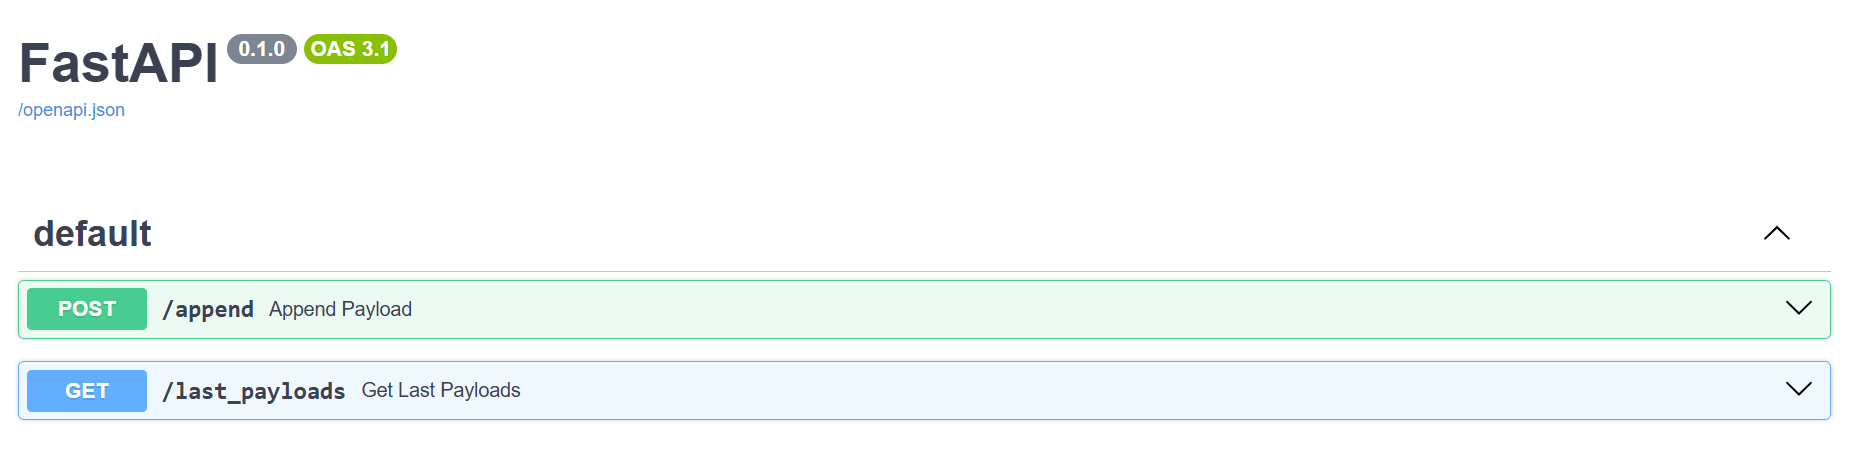 FastAPI 0.1.0 OAS 3.1
/openapi.json
default
POST /append Append Payload
GET /last_payloads Get Last Payloads